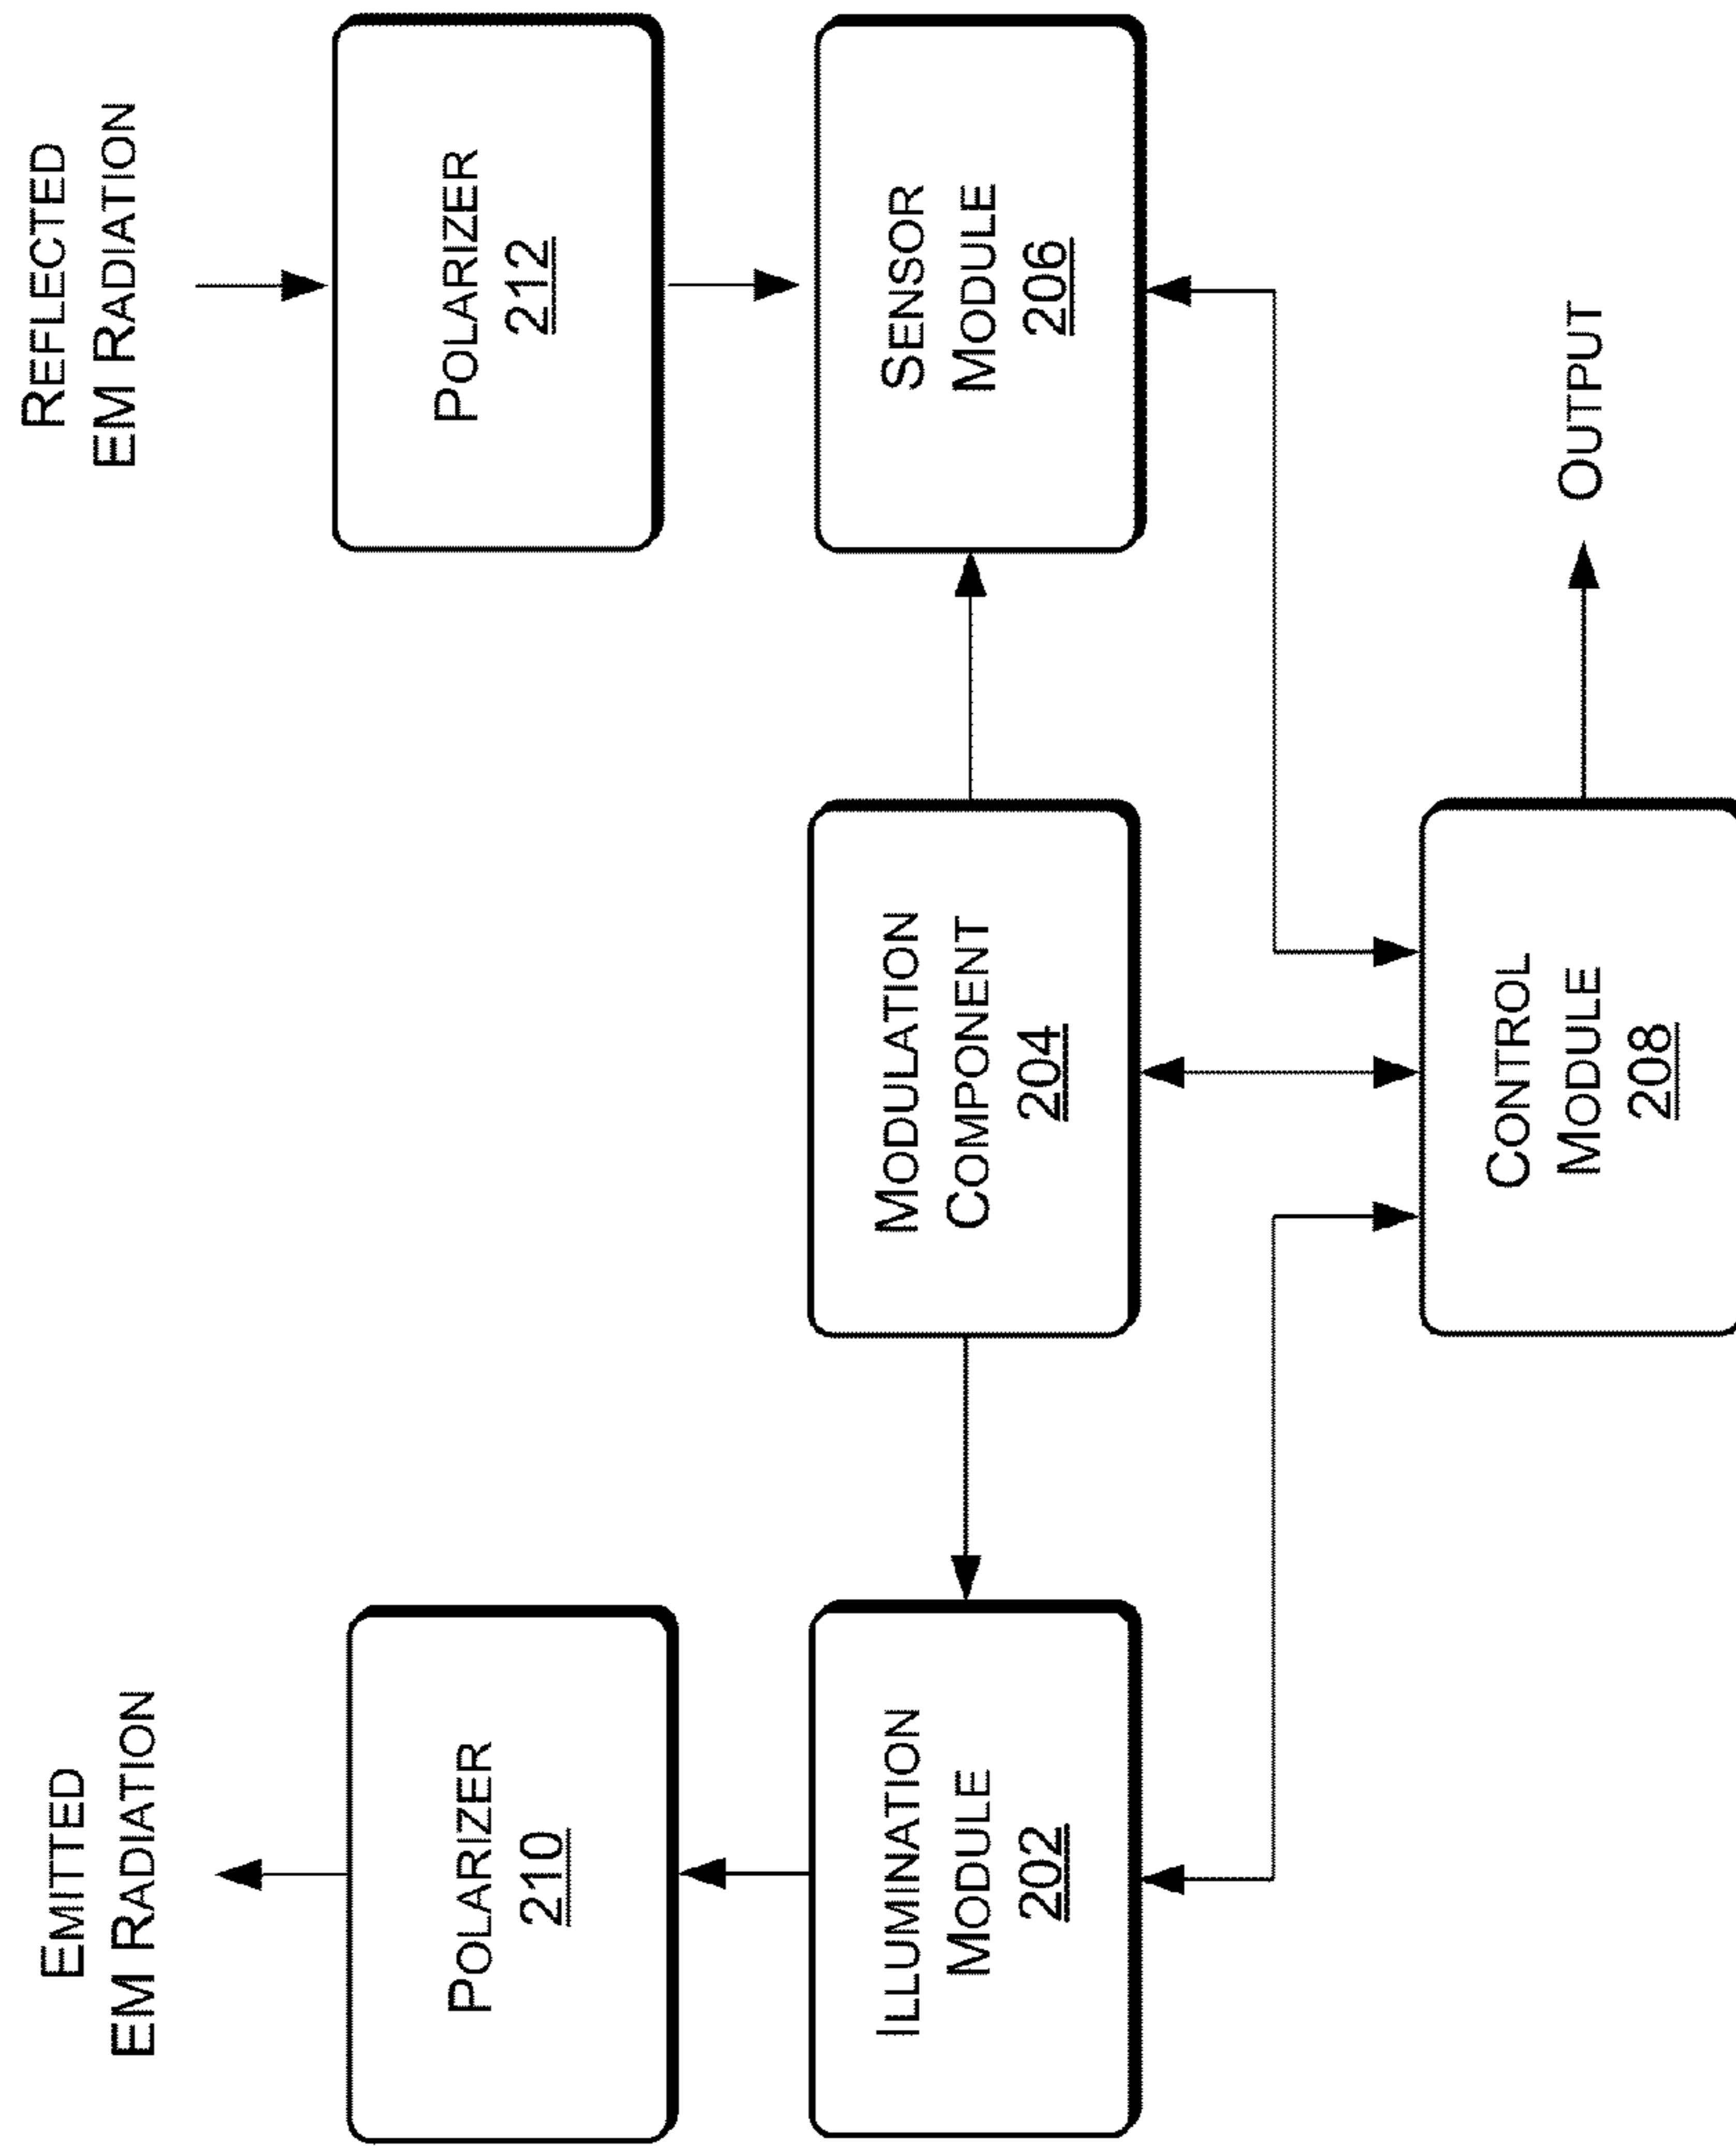 EMITTED
EM RADIATION
REFLECTED
EM RADIATION
POLARIZER
210
POLARIZER
212
ILLUMINATION
MODULE
202
MODULATION
COMPONENT
204
SENSOR
MODULE
206
CONTROL
MODULE
208
OUTPUT